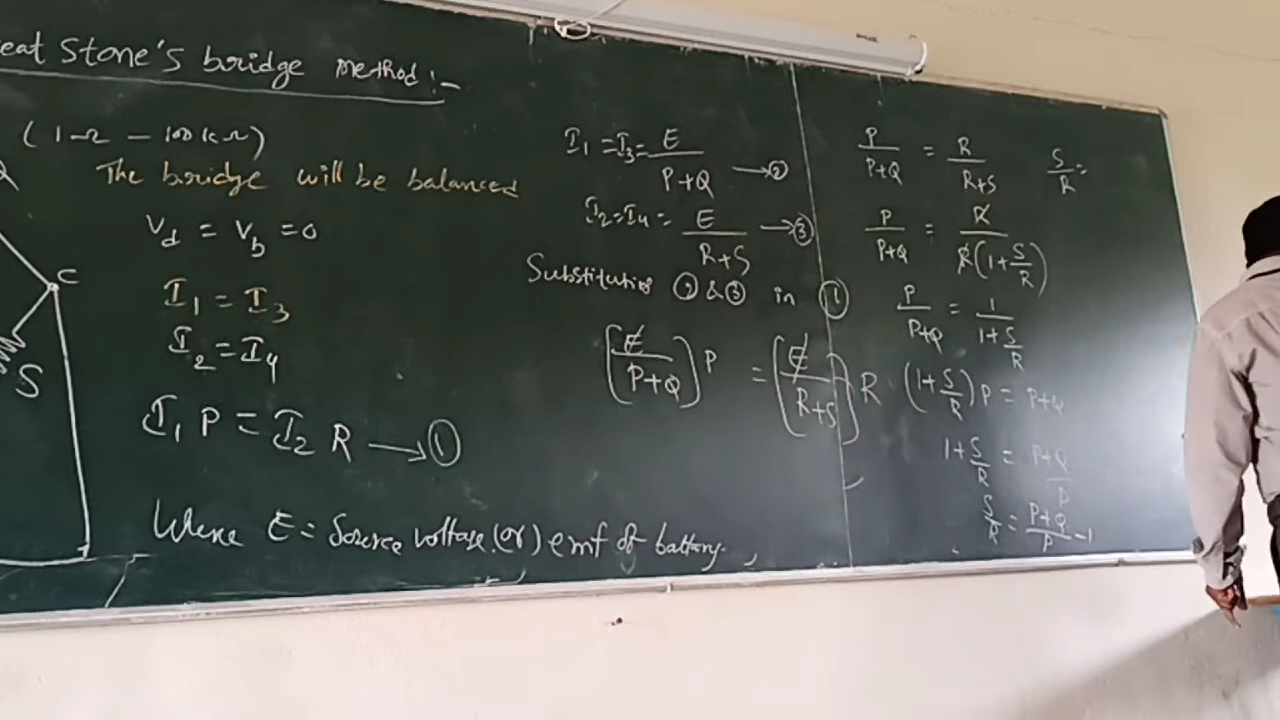 eat Stone's bridge method:-
(1Ω - 100kΩ)
The bridge will be balanced
V_d = V_b = 0
C
I_1 = I_3
I_2 = I_4
S
I_1 P = I_2 R → ①
Where E = Source voltage (or) emf of battery.
I_1 = I_3 = E/(P+Q) → ②
I_2 = I_4 = E/(R+S) → ③
Substituting ② & ③ in ①
(E/(P+Q)) P = (E/(R+S)) R
P/(P+Q) = R/(R+S)
S/R =
P/(P+Q) = R/(R(1+S/R))
P/(P+Q) = 1/(1+S/R)
(1+S/R) P = P+Q
1+S/R = (P+Q)/P
S/R = (P+Q)/P - 1